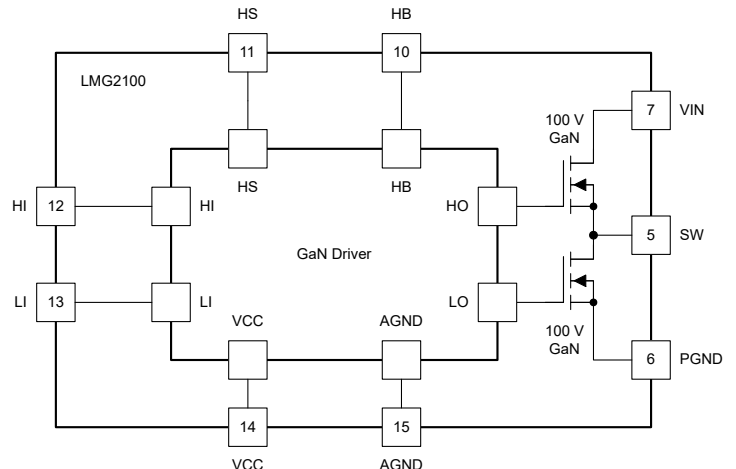 HS
HB
11
10
LMG2100
7
VIN
100 V
GaN
HS
HB
HI
12
HI
HO
5
SW
GaN Driver
LI
13
LI
LO
VCC
AGND
100 V
GaN
6
PGND
14
15
VCC
AGND